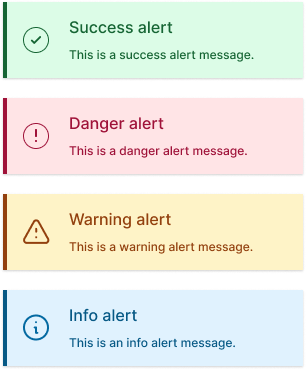 Success alert
This is a success alert message.
Danger alert
This is a danger alert message.
Warning alert
This is a warning alert message.
Info alert
This is an info alert message.